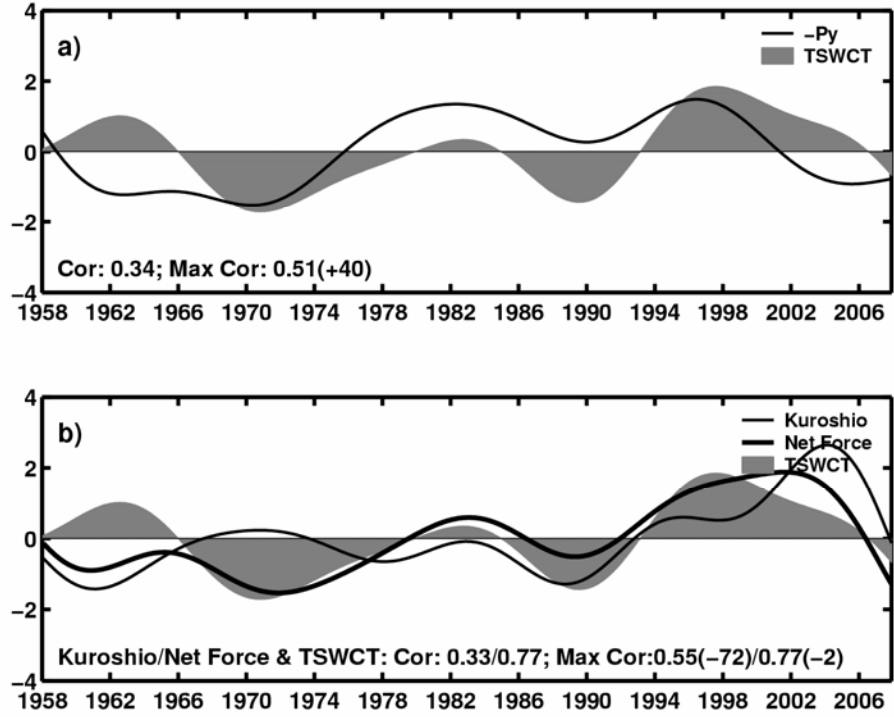 4
a)
−Py
TSWCT
2
0
−2
Cor: 0.34; Max Cor: 0.51(+40)
−4
1958 1962 1966 1970 1974 1978 1982 1986 1990 1994 1998 2002 2006
4
b)
Kuroshio
Net Force
TSWCT
2
0
−2
Kuroshio/Net Force & TSWCT: Cor: 0.33/0.77; Max Cor:0.55(−72)/0.77(−2)
−4
1958 1962 1966 1970 1974 1978 1982 1986 1990 1994 1998 2002 2006